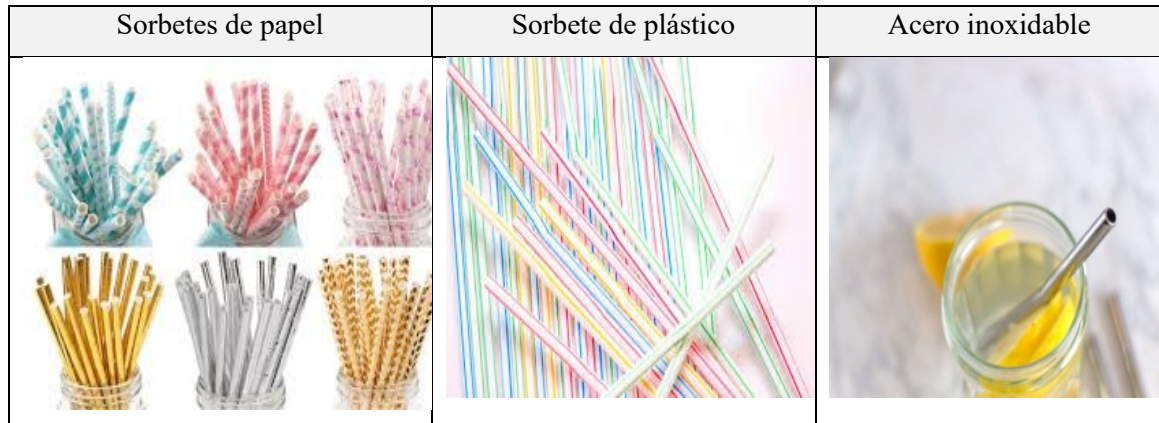 Sorbetes de papel
Sorbete de plástico
Acero inoxidable